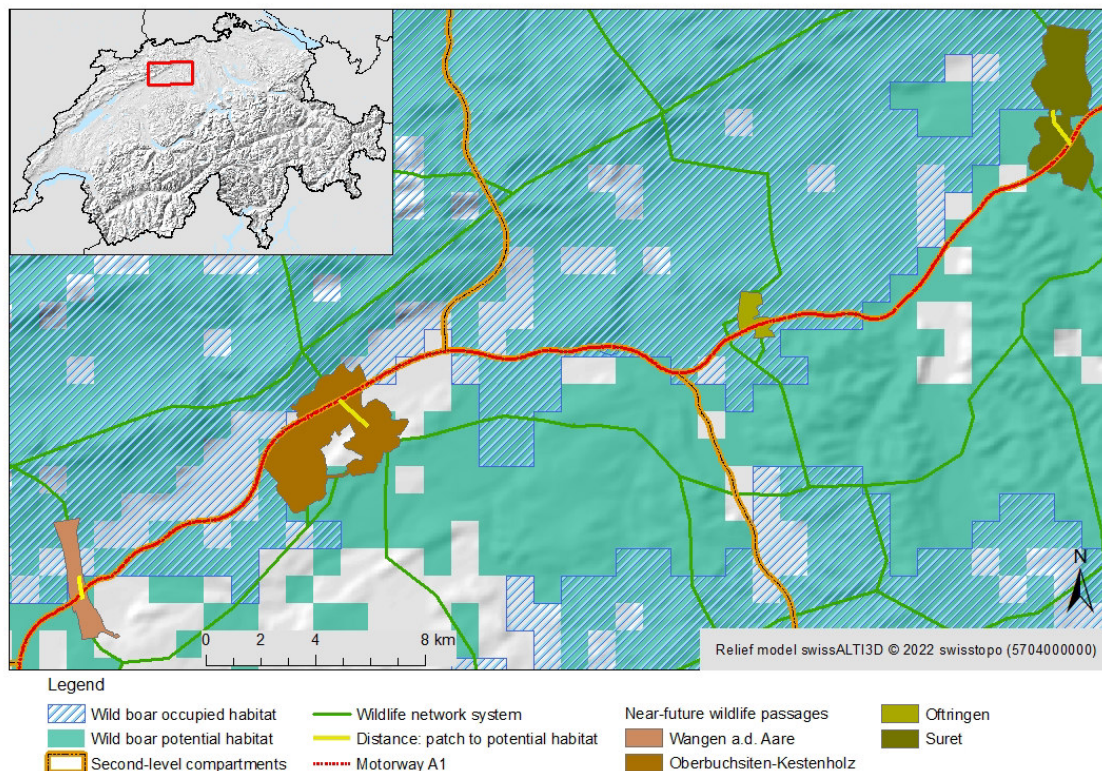 N
0 2 4 8 km
Relief model swissALTI3D © 2022 swisstopo (5704000000)
Legend
Wild boar occupied habitat
Wild boar potential habitat
Second-level compartments
Wildlife network system
Distance: patch to potential habitat
Motorway A1
Near-future wildlife passages
Wangen a.d. Aare
Oberbuchsiten-Kestenholz
Oftringen
Suret